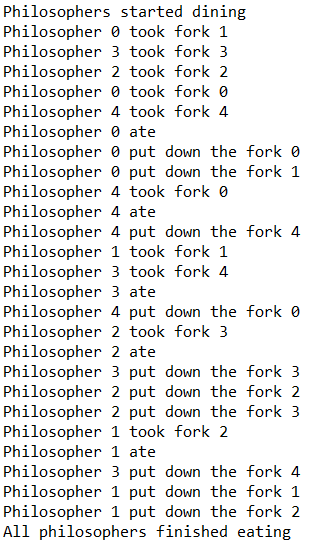 Philosophers started dining
Philosopher 0 took fork 1
Philosopher 3 took fork 3
Philosopher 2 took fork 2
Philosopher 0 took fork 0
Philosopher 4 took fork 4
Philosopher 0 ate
Philosopher 0 put down the fork 0
Philosopher 0 put down the fork 1
Philosopher 4 took fork 0
Philosopher 4 ate
Philosopher 4 put down the fork 4
Philosopher 1 took fork 1
Philosopher 3 took fork 4
Philosopher 3 ate
Philosopher 4 put down the fork 0
Philosopher 2 took fork 3
Philosopher 2 ate
Philosopher 3 put down the fork 3
Philosopher 2 put down the fork 2
Philosopher 2 put down the fork 3
Philosopher 1 took fork 2
Philosopher 1 ate
Philosopher 3 put down the fork 4
Philosopher 1 put down the fork 1
Philosopher 1 put down the fork 2
All philosophers finished eating